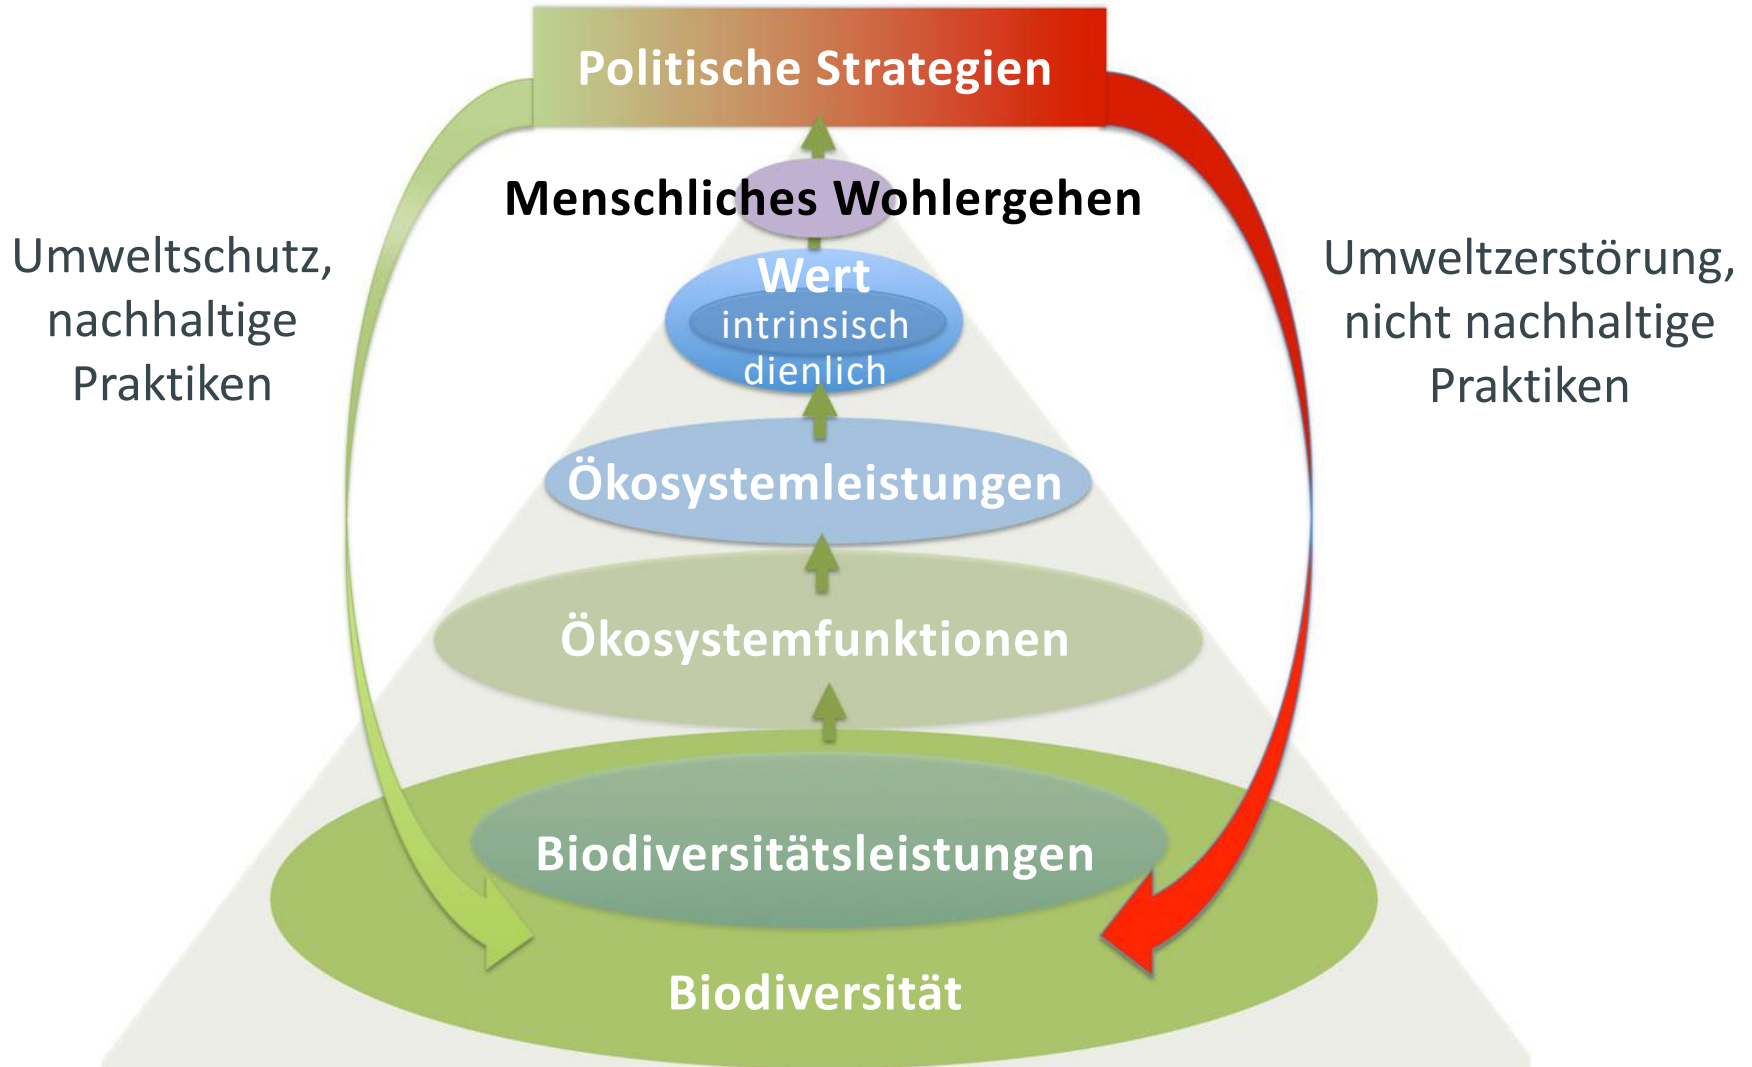 Politische Strategien
Menschliches Wohlergehen
Umweltschutz,
nachhaltige
Praktiken
Umweltzerstörung,
nicht nachhaltige
Praktiken
Wert
intrinsisch
dienlich
Ökosystemleistungen
Ökosystemfunktionen
Biodiversitätsleistungen
Biodiversität